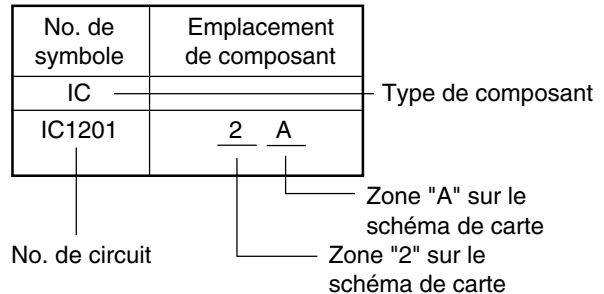 No. de symbole
Emplacement de composant
IC
Type de composant
IC1201
2 A
Zone "A" sur le
schéma de carte
No. de circuit
Zone "2" sur le
schéma de carte